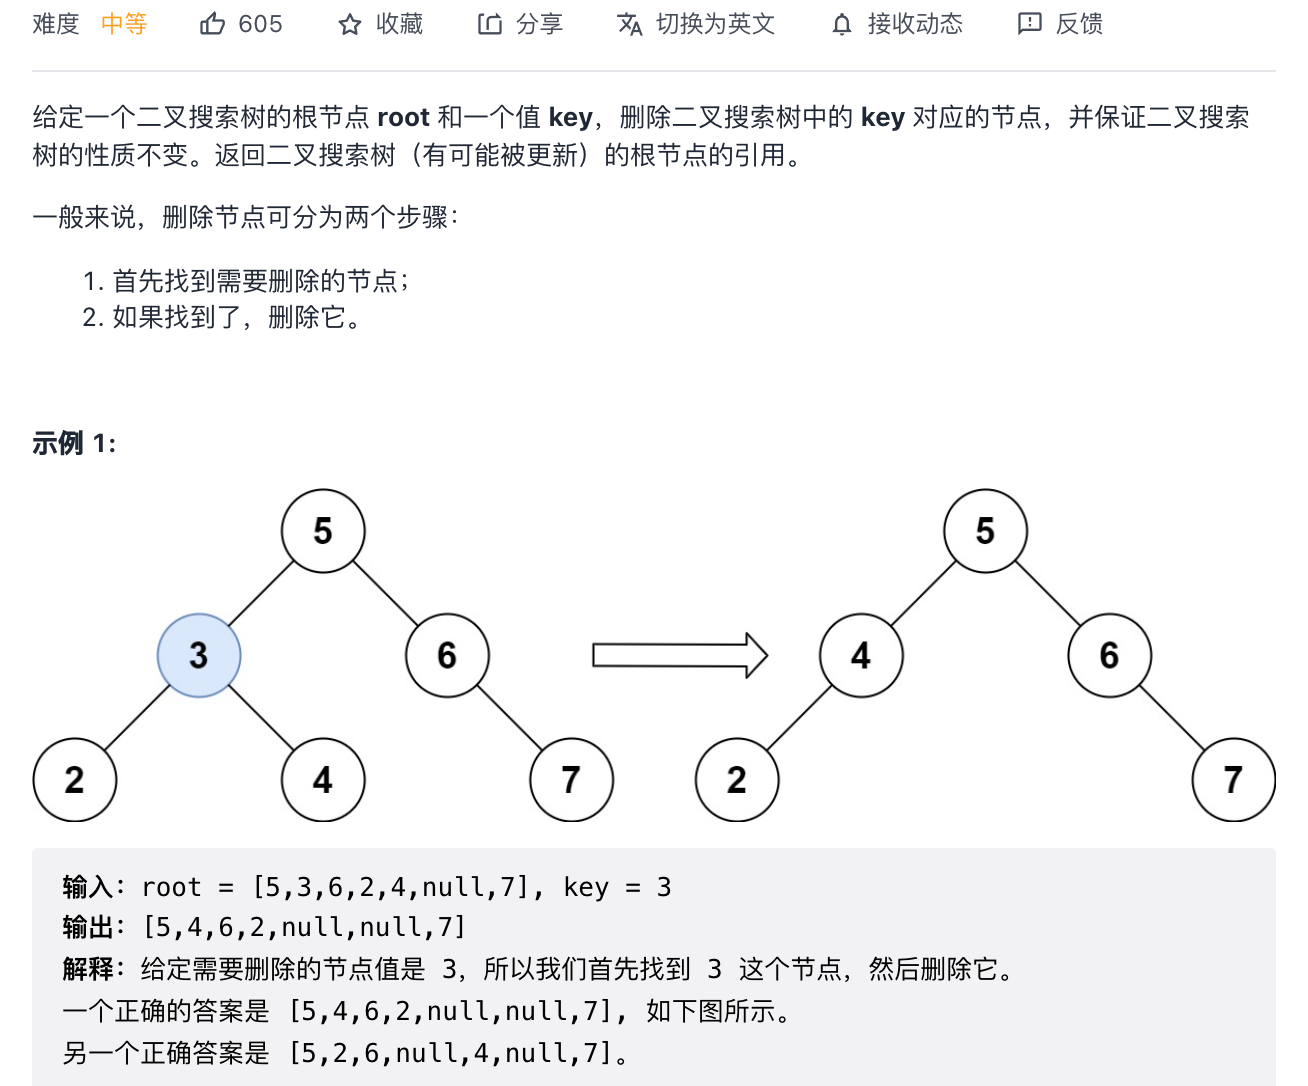 难度 中等 605 收藏 分享 切换为英文 接收动态 反馈
给定一个二叉搜索树的根节点 root 和一个值 key，删除二叉搜索树中的 key 对应的节点，并保证二叉搜索
树的性质不变。返回二叉搜索树（有可能被更新）的根节点的引用。
一般来说，删除节点可分为两个步骤：
1. 首先找到需要删除的节点；
2. 如果找到了，删除它。
示例 1:
5 5
3 6 4 6
2 4 7 2 7
输入：root = [5,3,6,2,4,null,7], key = 3
输出：[5,4,6,2,null,null,7]
解释：给定需要删除的节点值是 3，所以我们首先找到 3 这个节点，然后删除它。
一个正确的答案是 [5,4,6,2,null,null,7], 如下图所示。
另一个正确答案是 [5,2,6,null,4,null,7]。